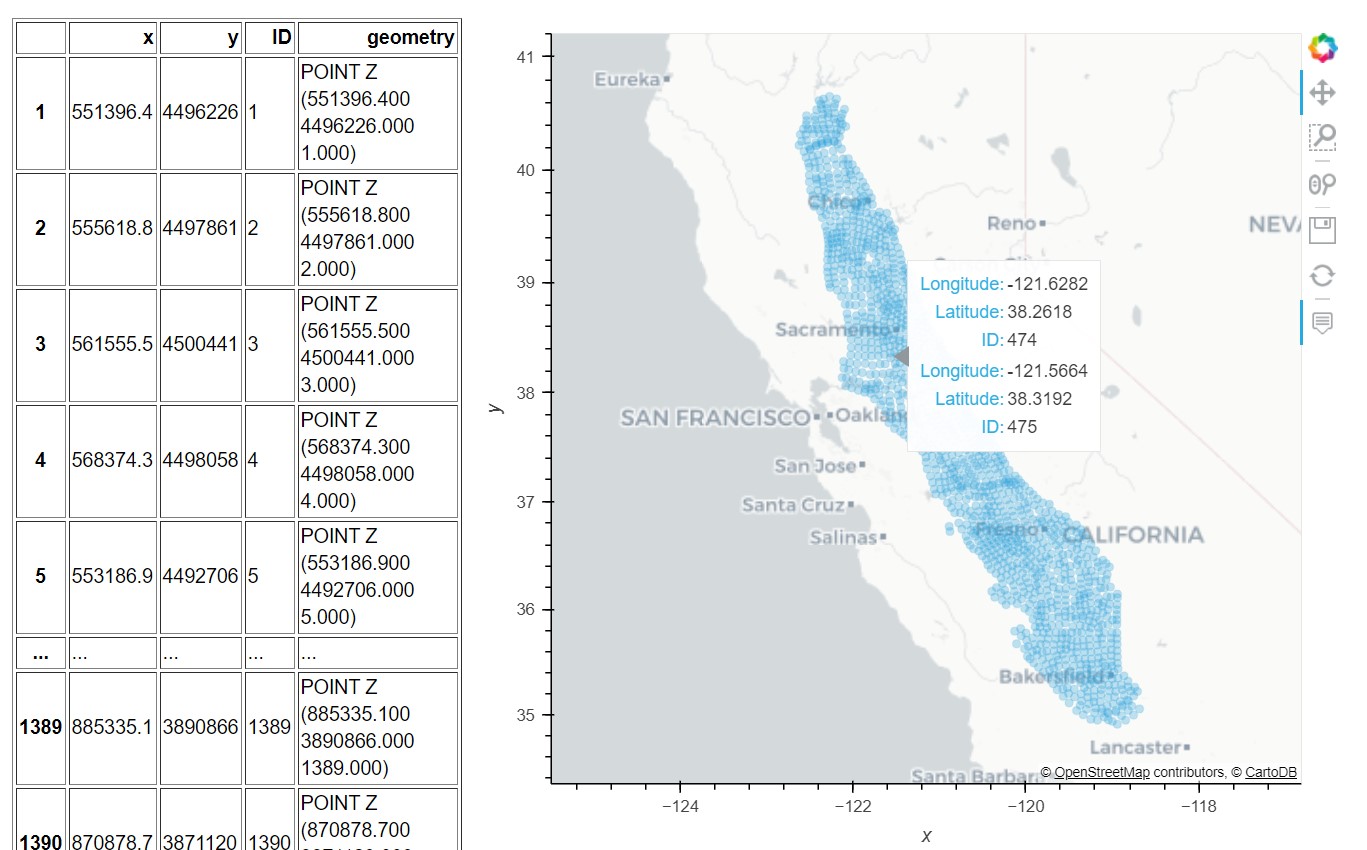 x y ID geometry
1 551396.4 4496226 1 POINT Z
(551396.400
4496226.000
1.000)
2 555618.8 4497861 2 POINT Z
(555618.800
4497861.000
2.000)
3 561555.5 4500441 3 POINT Z
(561555.500
4500441.000
3.000)
4 568374.3 4498058 4 POINT Z
(568374.300
4498058.000
4.000)
5 553186.9 4492706 5 POINT Z
(553186.900
4492706.000
5.000)
... ... ... ... ...
1389 885335.1 3890866 1389 POINT Z
(885335.100
3890866.000
1389.000)
1390 870878.7 3871120 1390 POINT Z
(870878.700
41
40
39
38
37
36
35
y
Eureka
Chico
Reno
NEVA
Sacramento
SAN FRANCISCO
Oakland
San Jose
Santa Cruz
Salinas
Fresno
CALIFORNIA
Bakersfield
Lancaster
Santa Barbara
Longitude: -121.6282
Latitude: 38.2618
ID: 474
Longitude: -121.5664
Latitude: 38.3192
ID: 475
© OpenStreetMap contributors, © CartoDB
−124 −122 −120 −118
x